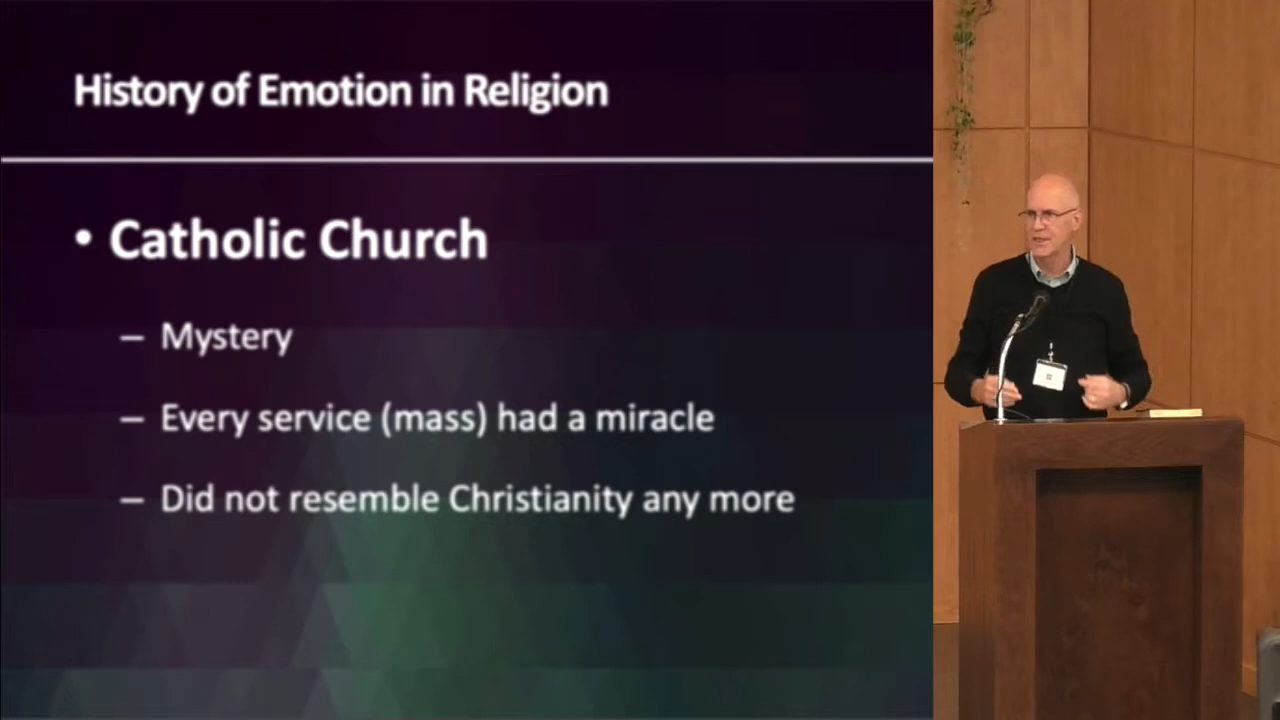 History of Emotion in Religion
• Catholic Church
– Mystery
– Every service (mass) had a miracle
– Did not resemble Christianity any more